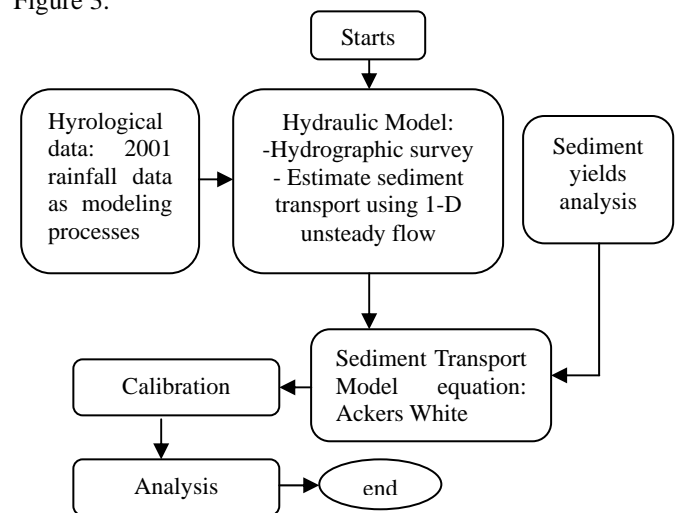 Figure 3.
Starts
Hyrological
data: 2001
rainfall data
as modeling
processes
Hydraulic Model:
-Hydrographic survey
- Estimate sediment
transport using 1-D
unsteady flow
Sediment
yields
analysis
Sediment Transport
Model equation:
Ackers White
Calibration
Analysis
end